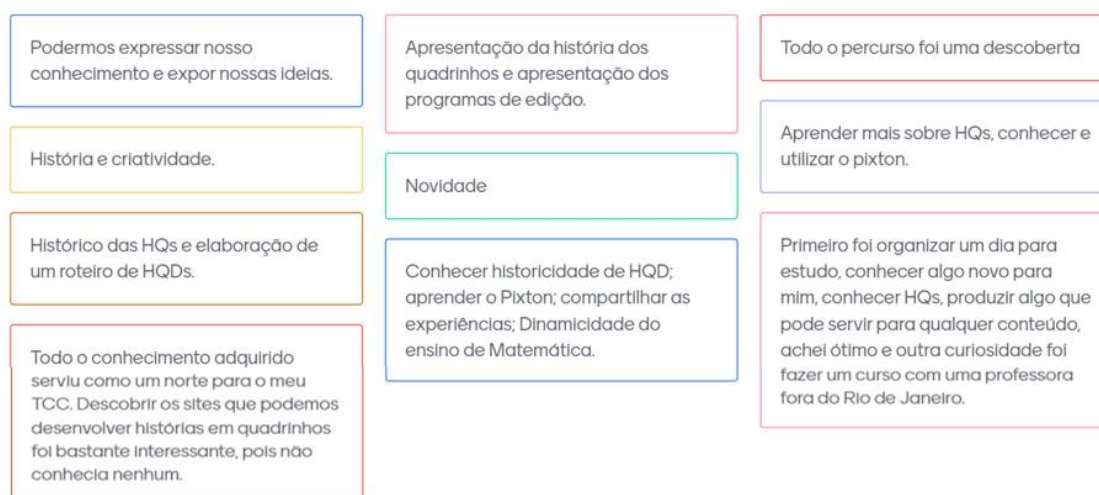 Podermos expressar nosso
conhecimento e expor nossas ideias.
História e criatividade.
Histórico das HQs e elaboração de
um roteiro de HQDs.
Todo o conhecimento adquirido
serviu como um norte para o meu
TCC. Descobrir os sites que podemos
desenvolver histórias em quadrinhos
foi bastante interessante, pois não
conhecia nenhum.
Apresentação da história dos
quadrinhos e apresentação dos
programas de edição.
Novidade
Conhecer historicidade de HQD;
aprender o Pixton; compartilhar as
experiências; Dinamicidade do
ensino de Matemática.
Todo o percurso foi uma descoberta
Aprender mais sobre HQs, conhecer e
utilizar o pixton.
Primeiro foi organizar um dia para
estudo, conhecer algo novo para
mim, conhecer HQs, produzir algo que
pode servir para qualquer conteúdo,
achei ótimo e outra curiosidade foi
fazer um curso com uma professora
fora do Rio de Janeiro.